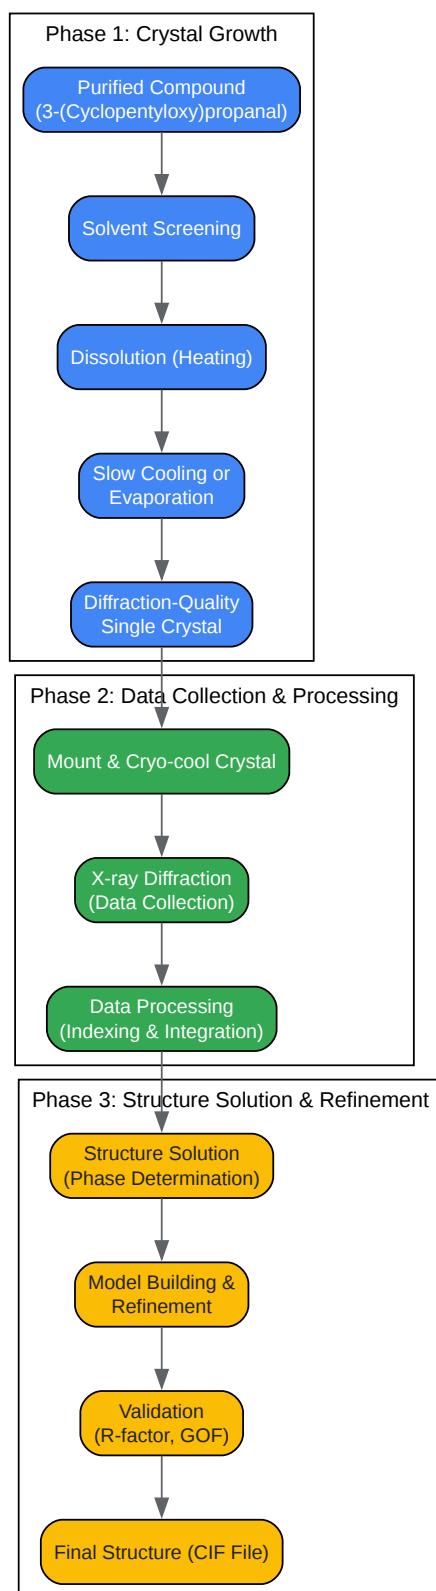 Phase 1: Crystal Growth
Purified Compound
(3-(Cyclopentyloxy)propanal)
Solvent Screening
Dissolution (Heating)
Slow Cooling or
Evaporation
Diffraction-Quality
Single Crystal
Phase 2: Data Collection & Processing
Mount & Cryo-cool Crystal
X-ray Diffraction
(Data Collection)
Data Processing
(Indexing & Integration)
Phase 3: Structure Solution & Refinement
Structure Solution
(Phase Determination)
Model Building &
Refinement
Validation
(R-factor, GOF)
Final Structure (CIF File)